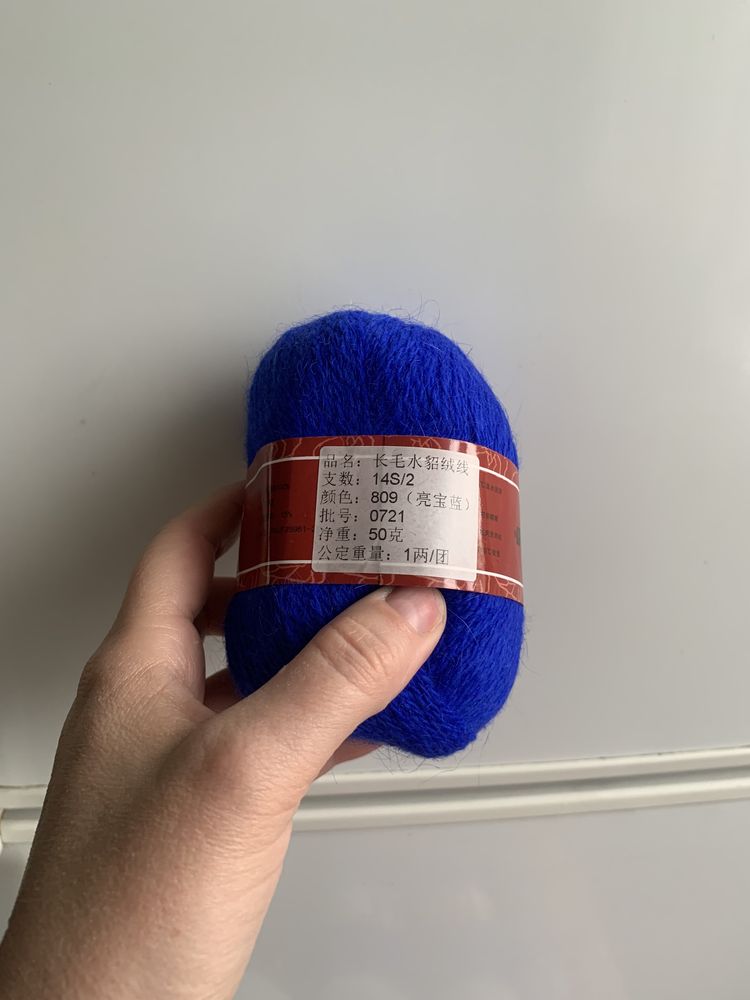 品名：长毛水貂绒线
支数：14S/2
颜色：809（亮宝蓝）
批号：0721
净重：50克
公定重量：1两/团